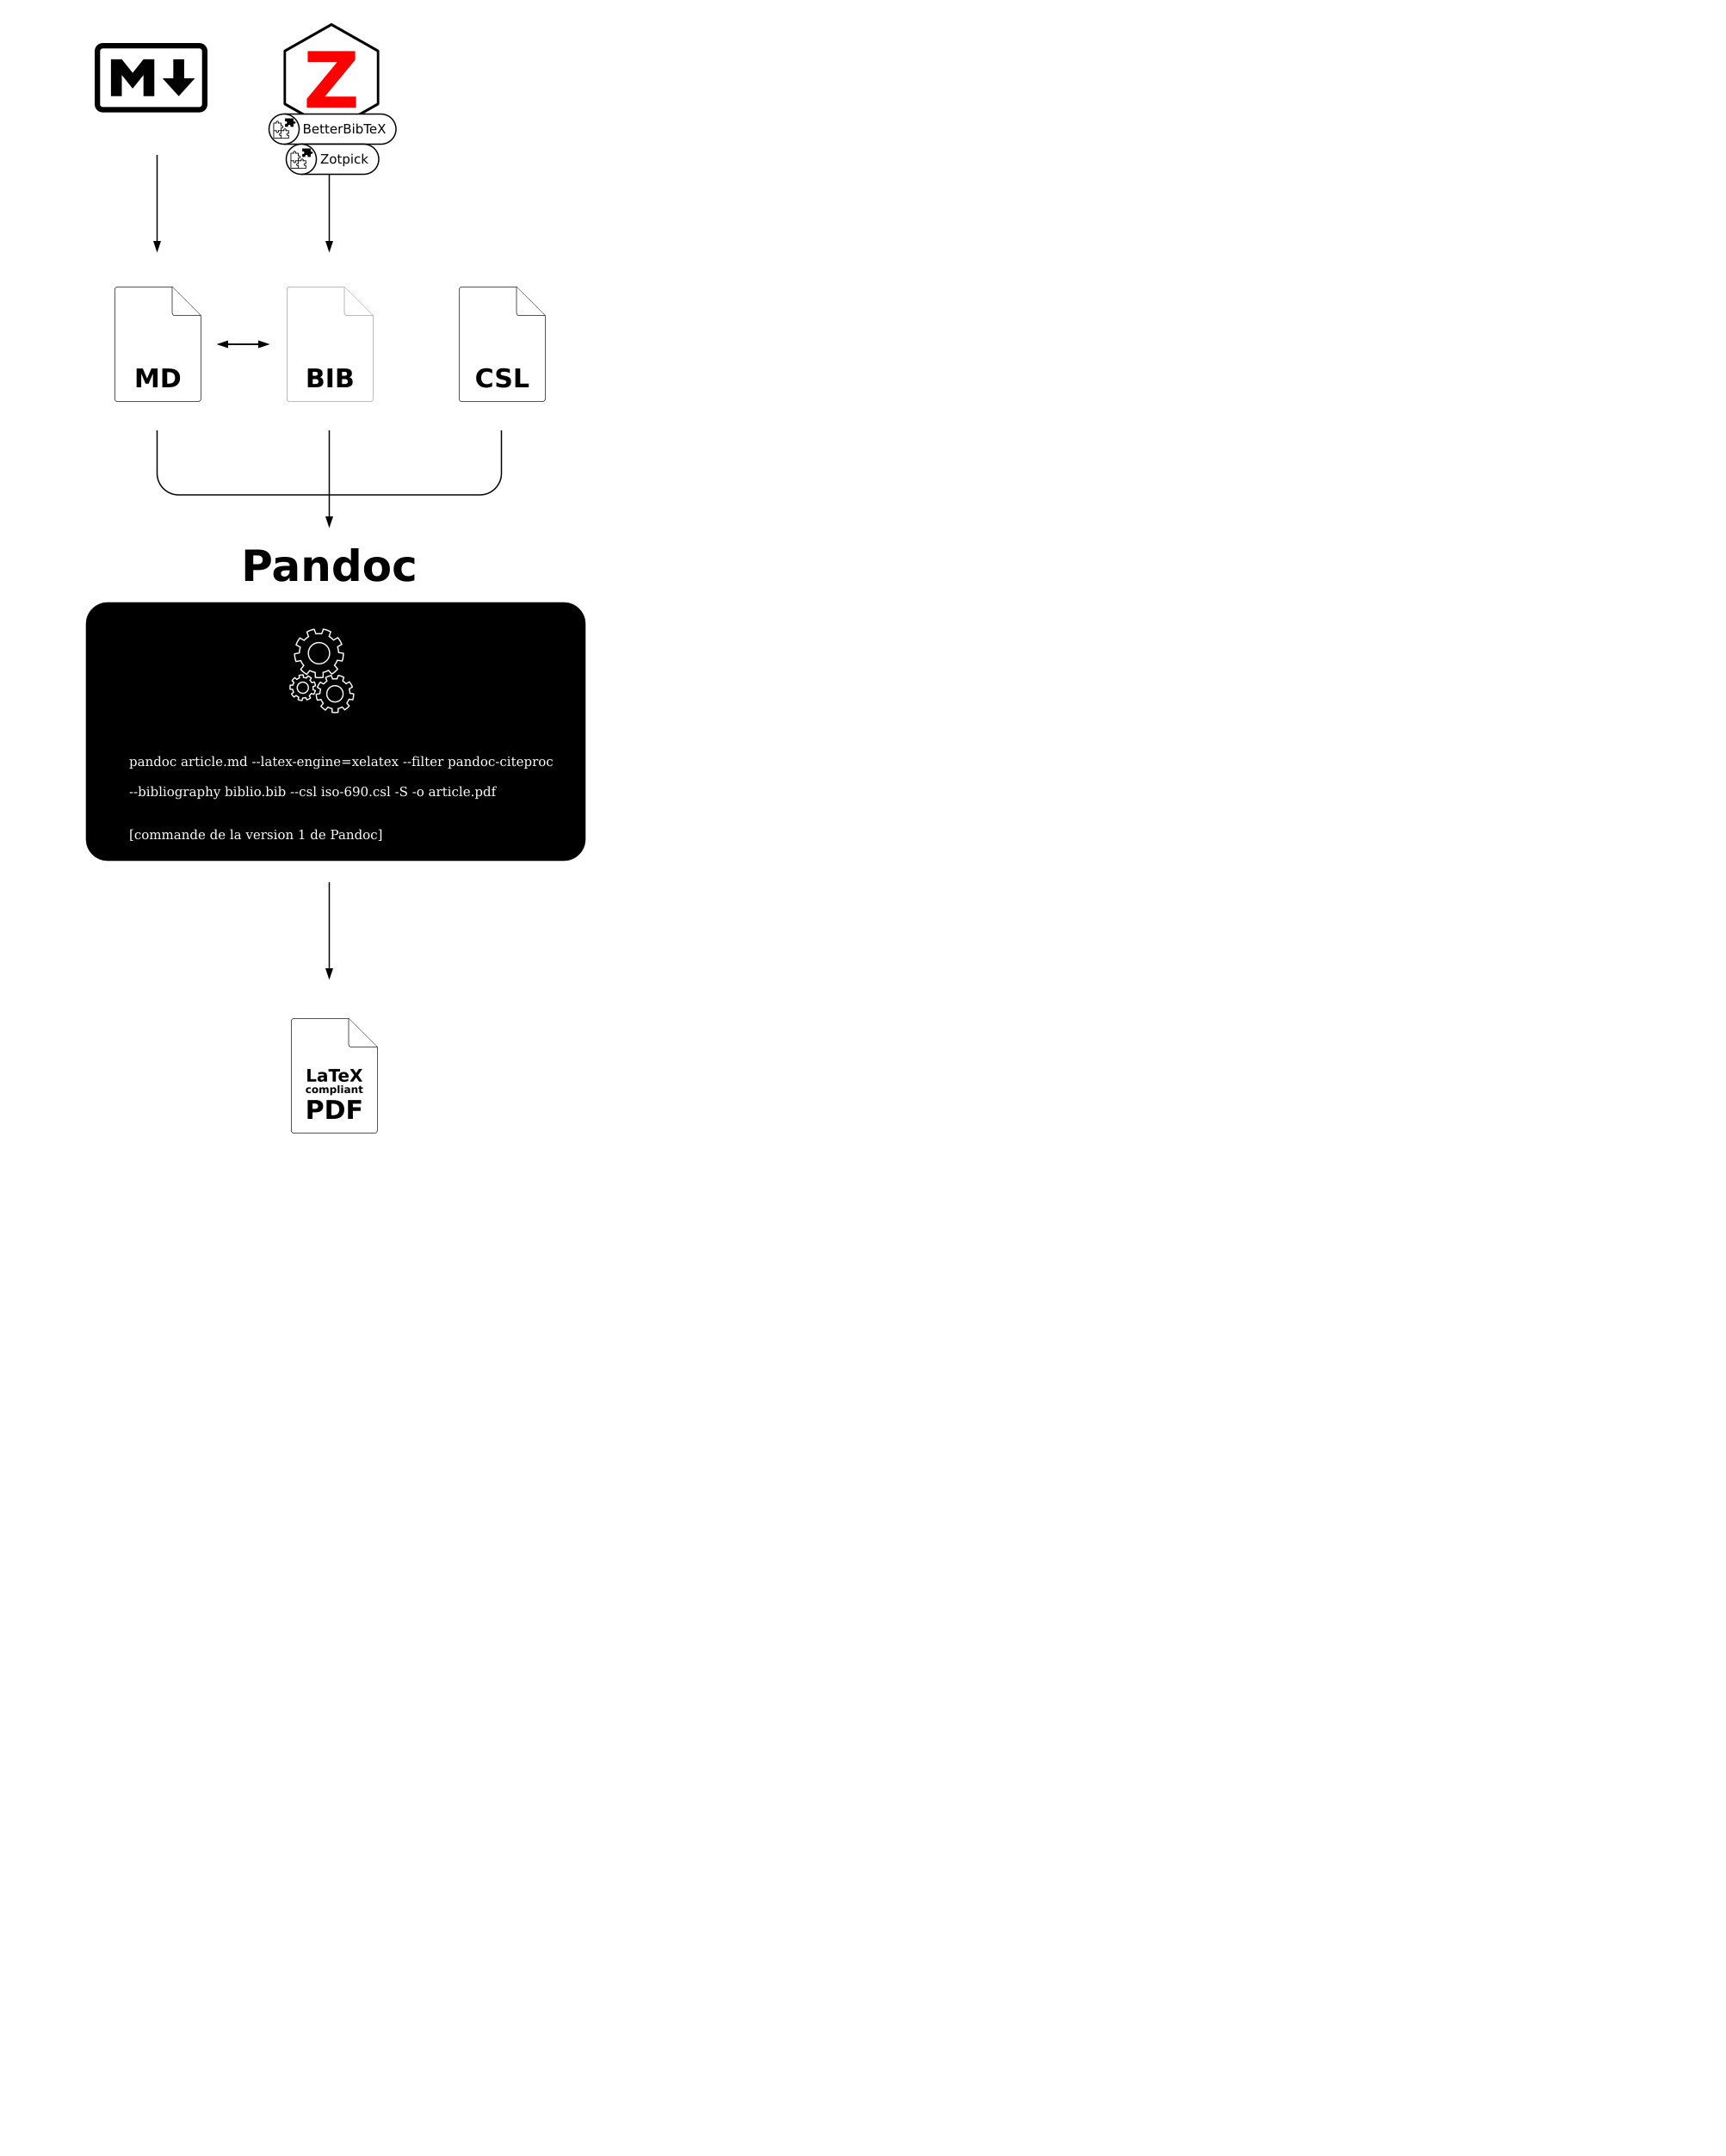 M
Z
BetterBibTeX
Zotpick
MD
BIB
CSL
Pandoc
pandoc article.md --latex-engine=xelatex --filter pandoc-citeproc
--bibliography biblio.bib --csl iso-690.csl -S -o article.pdf
[commande de la version 1 de Pandoc]
LaTeX
compliant
PDF